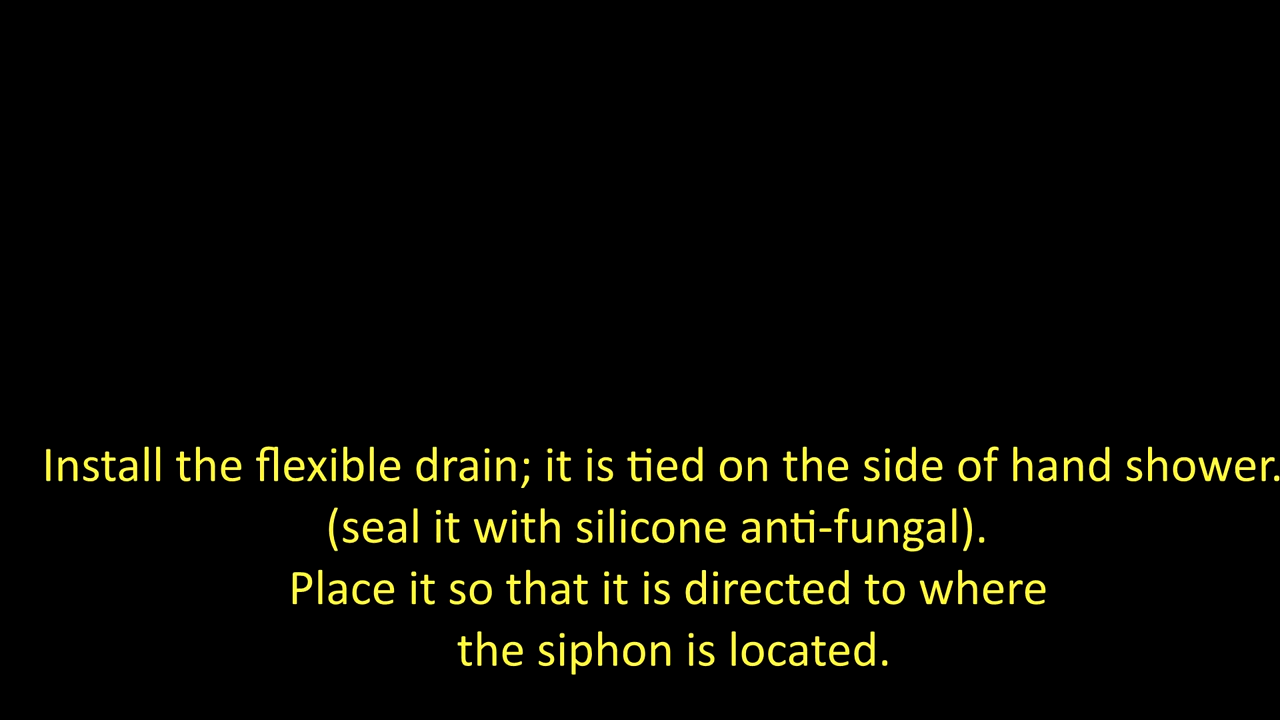 Install the flexible drain; it is tied on the side of hand shower.
(seal it with silicone anti-fungal).
Place it so that it is directed to where
the siphon is located.